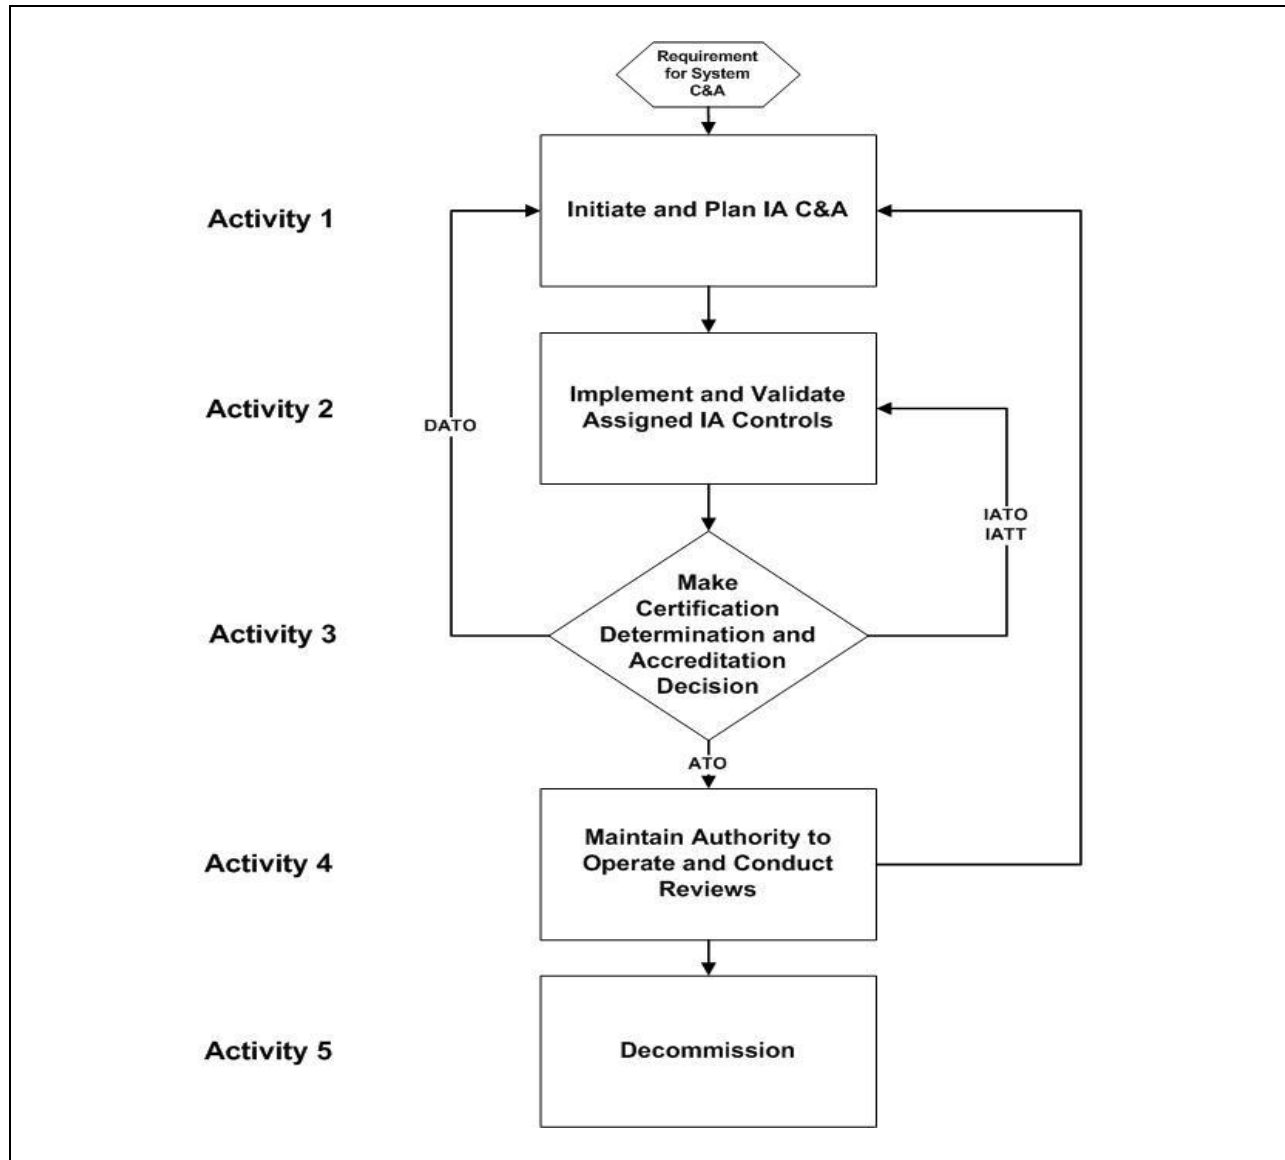 Requirement
for System
C&A
Activity 1
Initiate and Plan IA C&A
Activity 2
Implement and Validate
Assigned IA Controls
DATO
IATO
IATT
Activity 3
Make
Certification
Determination and
Accreditation
Decision
ATO
Activity 4
Maintain Authority to
Operate and Conduct
Reviews
Activity 5
Decommission